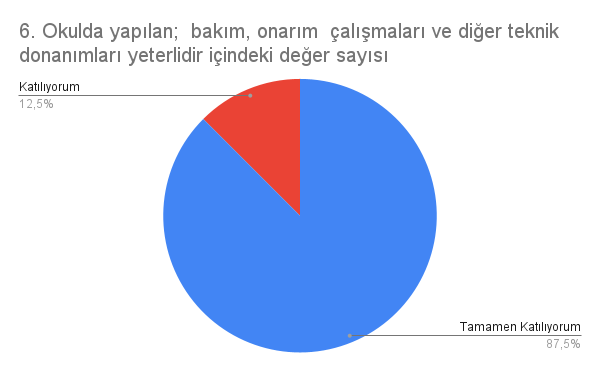 6. Okulda yapılan;  bakım, onarım  çalışmaları ve diğer teknik
donanımları yeterlidir içindeki değer sayısı
Katılıyorum
12,5%
Tamamen Katılıyorum
87,5%